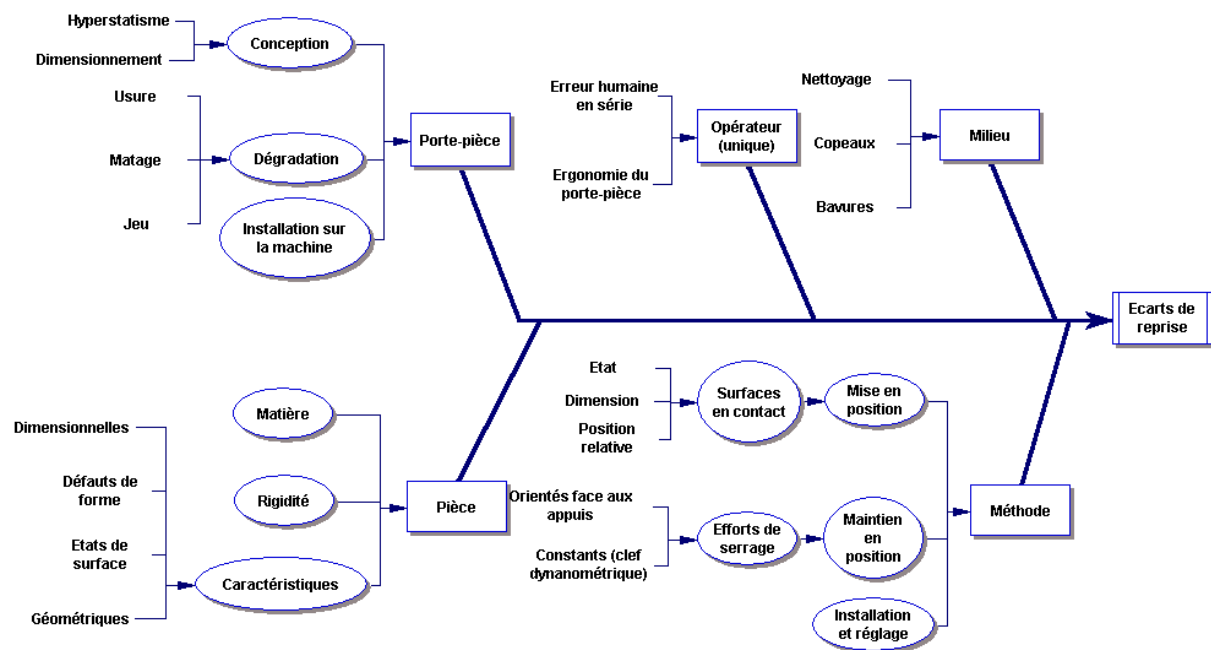 Hyperstatisme
Dimensionnement
Conception
Usure
Matage
Jeu
Dégradation
Installation sur
la machine
Porte-pièce
Erreur humaine
en série
Ergonomie du
porte-pièce
Opérateur
(unique)
Nettoyage
Copeaux
Bavures
Milieu
Ecarts de
reprise
Matière
Rigidité
Dimensionnelles
Défauts de
forme
Etats de
surface
Géométriques
Caractéristiques
Pièce
Etat
Dimension
Position
relative
Surfaces
en contact
Mise en
position
Orientés face aux
appuis
Constants (clef
dynanométrique)
Efforts de
serrage
Maintien
en
position
Installation
et réglage
Méthode